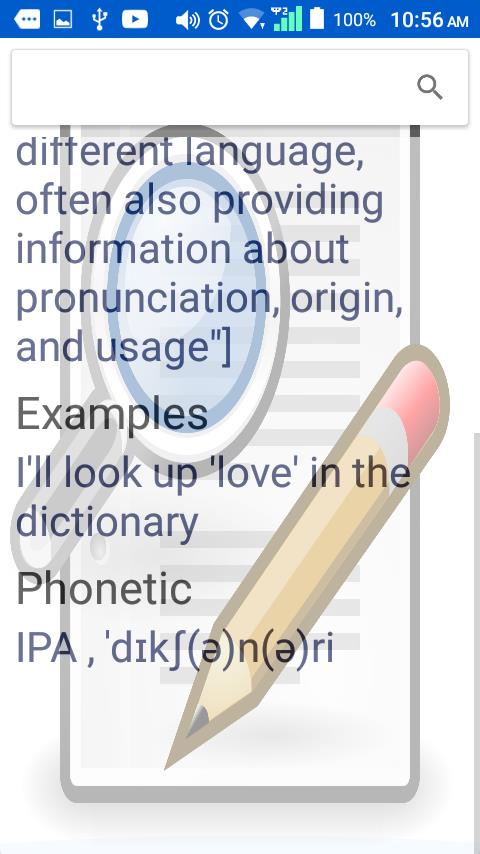 100% 10:56 AM
different language,
often also providing
information about
pronunciation, origin,
and usage"]
Examples
I'll look up 'love' in the
dictionary
Phonetic
IPA , ˈdɪkʃ(ə)n(ə)ri